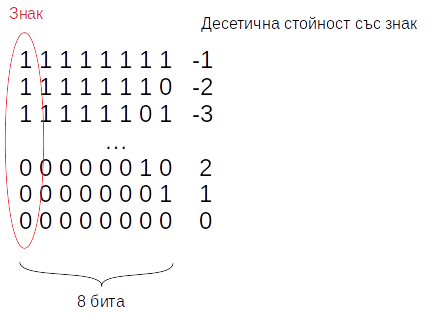 Знак
Десетична стойност със знак
1 1 1 1 1 1 1 1 -1
1 1 1 1 1 1 1 0 -2
1 1 1 1 1 1 0 1 -3
...
0 0 0 0 0 0 1 0 2
0 0 0 0 0 0 0 1 1
0 0 0 0 0 0 0 0 0
8 бита